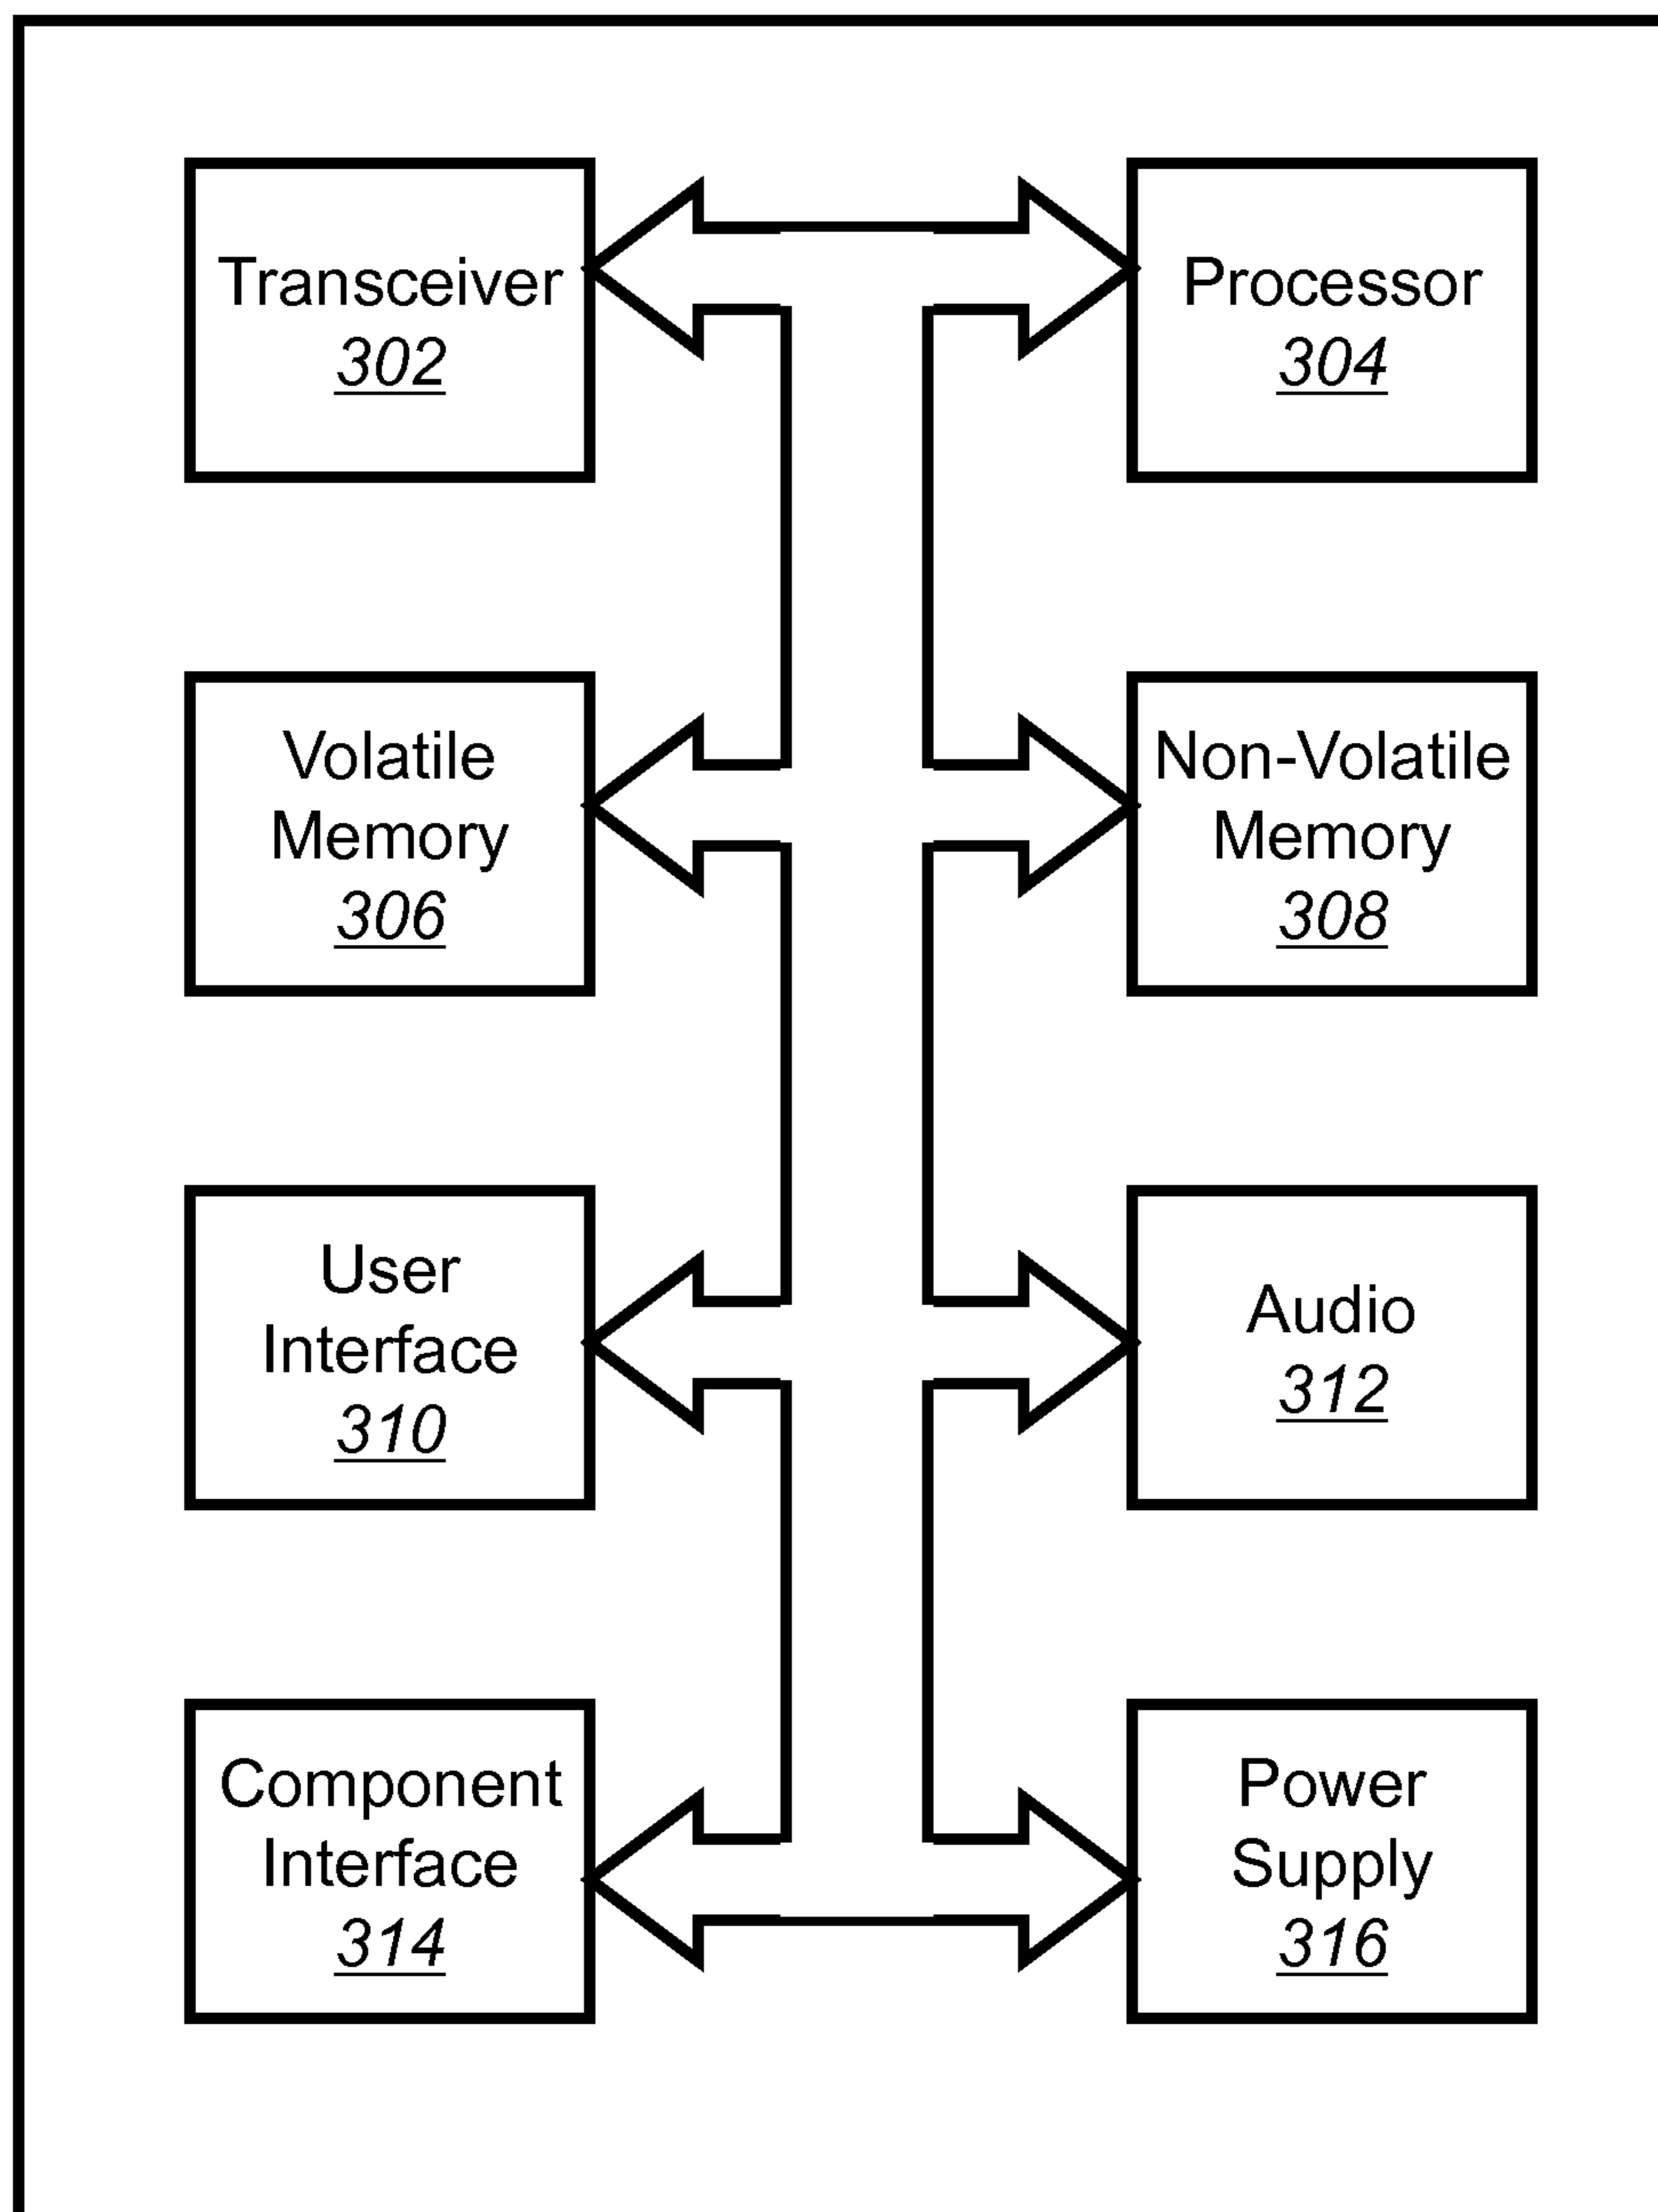 Transceiver
302
Processor
304
Volatile
Memory
306
Non-Volatile
Memory
308
User
Interface
310
Audio
312
Component
Interface
314
Power
Supply
316